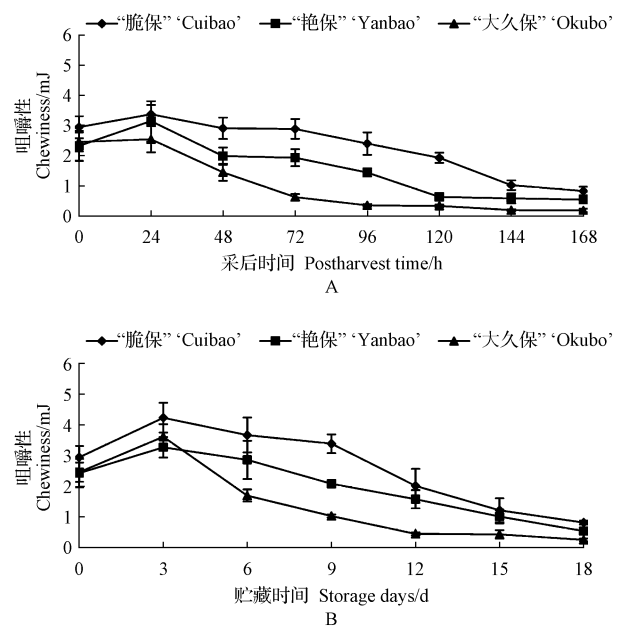 “脆保” ‘Cuibao’ “艳保” ‘Yanbao’ “大久保” ‘Okubo’
6
5
4
3
2
1
0
咀嚼性
Chewiness/mJ
0 24 48 72 96 120 144 168
采后时间 Postharvest time/h
A
“脆保” ‘Cuibao’ “艳保” ‘Yanbao’ “大久保” ‘Okubo’
6
5
4
3
2
1
0
咀嚼性
Chewiness/mJ
0 3 6 9 12 15 18
贮藏时间 Storage days/d
B